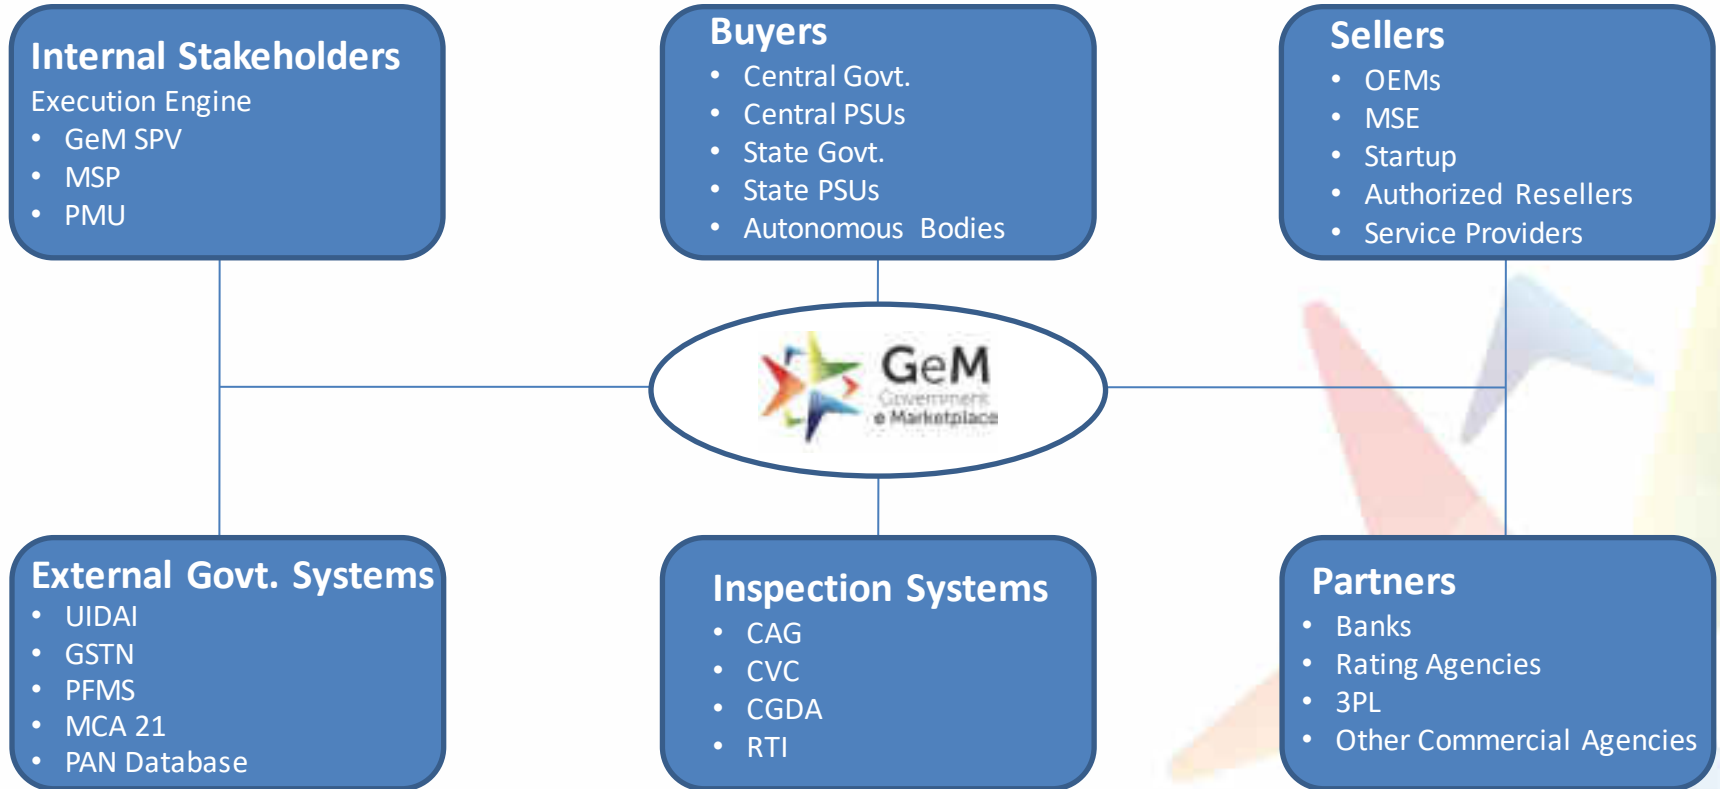 Internal Stakeholders
Execution Engine
• GeM SPV
• MSP
• PMU
Buyers
• Central Govt.
• Central PSUs
• State Govt.
• State PSUs
• Autonomous Bodies
Sellers
• OEMs
• MSE
• Startup
• Authorized Resellers
• Service Providers
GeM
Government
e Marketplace
External Govt. Systems
• UIDAI
• GSTN
• PFMS
• MCA 21
• PAN Database
Inspection Systems
• CAG
• CVC
• CGDA
• RTI
Partners
• Banks
• Rating Agencies
• 3PL
• Other Commercial Agencies